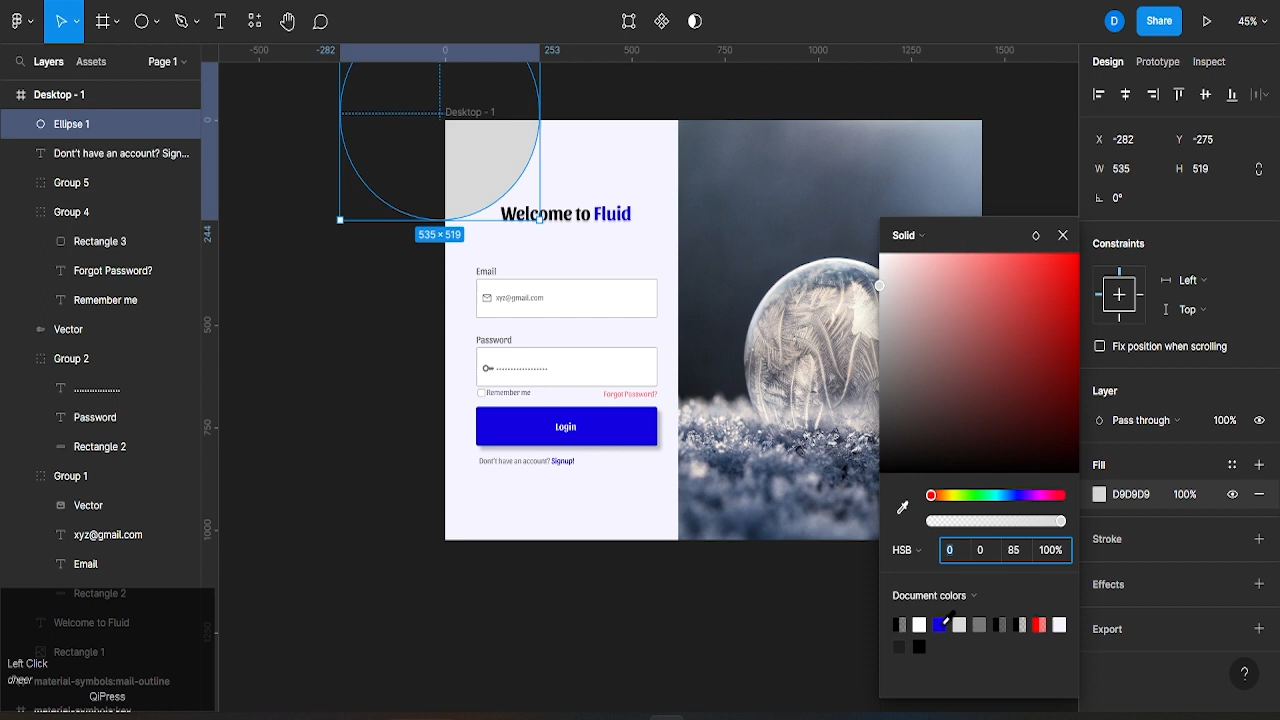 D
Share
45%
Layers
Assets
Page 1
-500
-282
0
253
500
750
1000
1250
1500
Design
Prototype
Inspect
Desktop - 1
Ellipse 1
Don't have an account? Sign...
Group 5
Group 4
Rectangle 3
Forgot Password?
Remember me
Vector
Group 2
..................
Password
Rectangle 2
Group 1
Vector
xyz@gmail.com
Email
Rectangle 2
Welcome to Fluid
Rectangle 1
material-symbols:mail-outline
material-symbols:key
Left Click
QiPress
0
244
500
750
1000
1250
Desktop - 1
535 × 519
Welcome to Fluid
Email
xyz@gmail.com
Password
..................
Remember me
Forgot Password?
Login
Dont't have an account? Signup!
Solid
HSB
0
0
85
100%
Document colors
X -282
Y -275
W 535
H 519
0°
Constraints
Left
Top
Fix position when scrolling
Layer
Pass through
100%
Fill
D9D9D9
100%
Stroke
Effects
Export
?